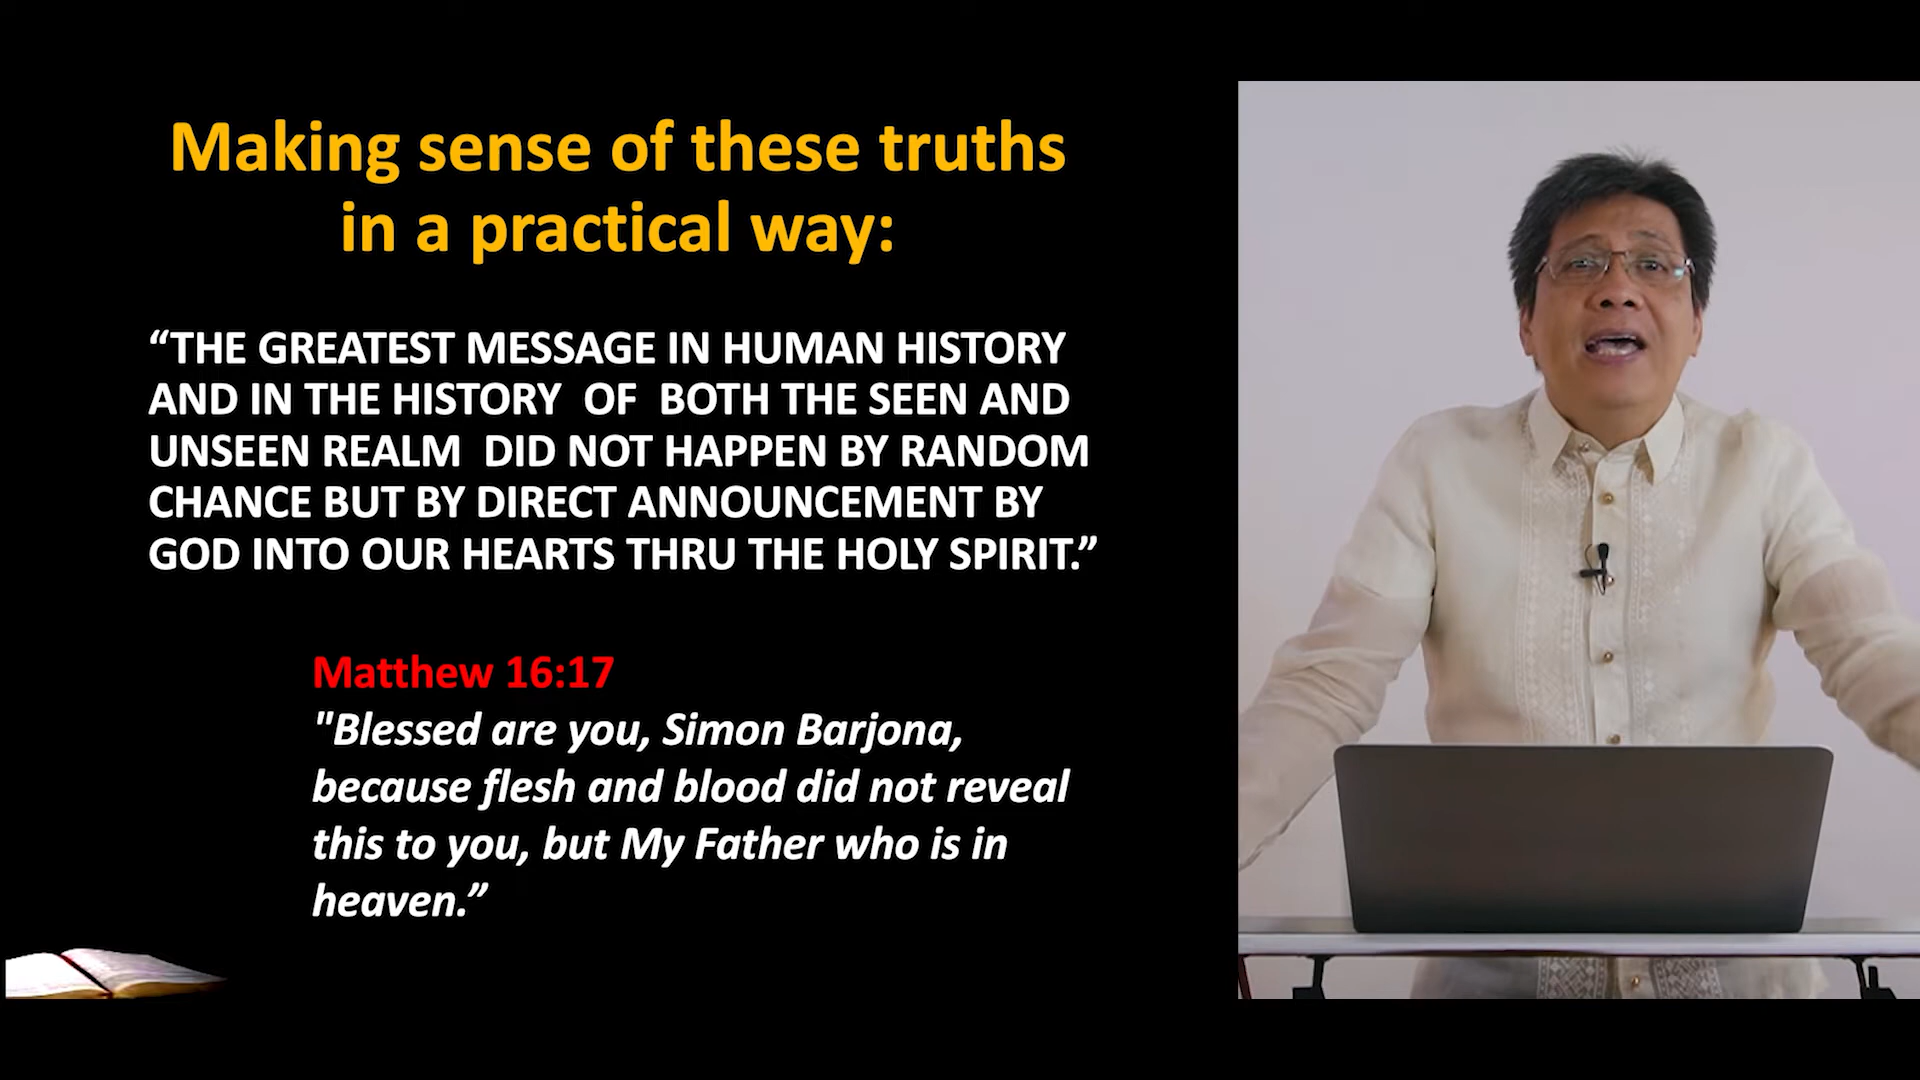 Making sense of these truths
in a practical way:
“THE GREATEST MESSAGE IN HUMAN HISTORY
AND IN THE HISTORY OF BOTH THE SEEN AND
UNSEEN REALM DID NOT HAPPEN BY RANDOM
CHANCE BUT BY DIRECT ANNOUNCEMENT BY
GOD INTO OUR HEARTS THRU THE HOLY SPIRIT.”
Matthew 16:17
"Blessed are you, Simon Barjona,
because flesh and blood did not reveal
this to you, but My Father who is in
heaven.”